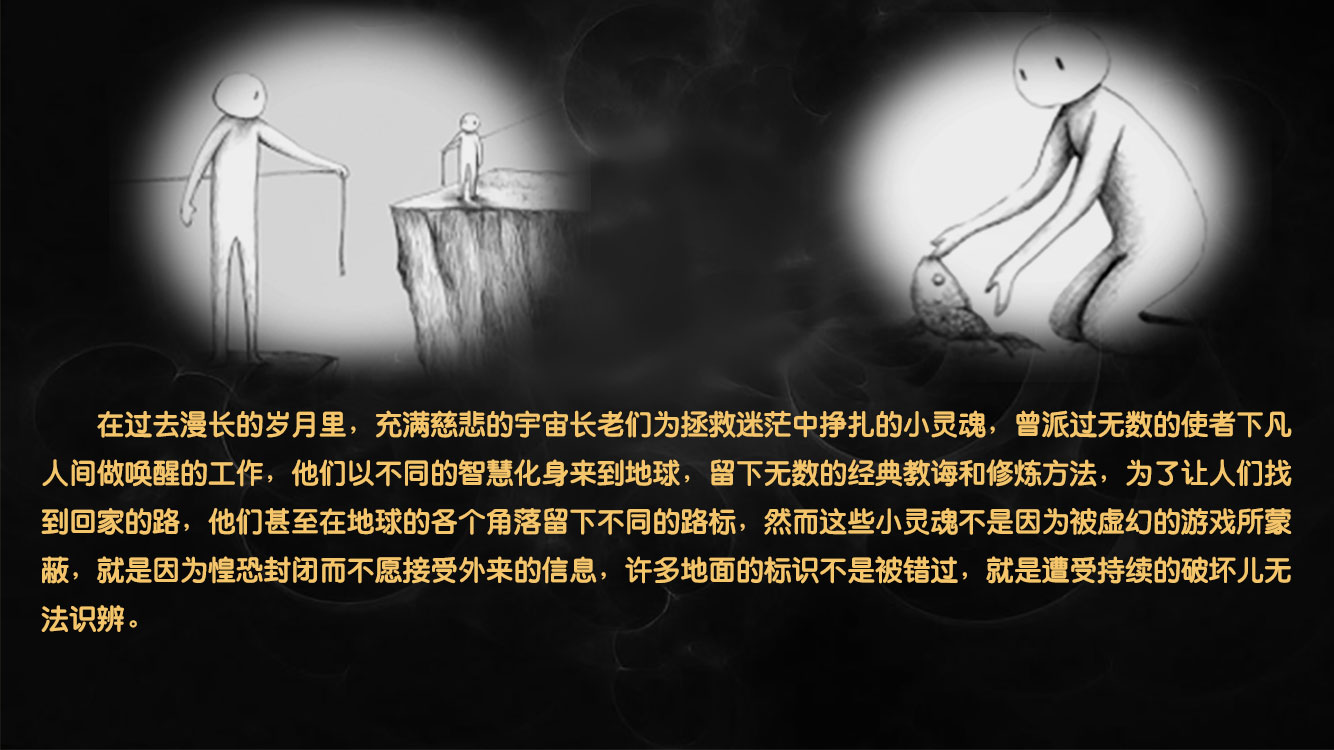 在过去漫长的岁月里，充满慈悲的宇宙长老们为拯救迷茫中挣扎的小灵魂，曾派过无数的使者下凡
人间做唤醒的工作，他们以不同的智慧化身来到地球，留下无数的经典教诲和修炼方法，为了让人们找
到回家的路，他们甚至在地球的各个角落留下不同的路标，然而这些小灵魂不是因为被虚幻的游戏所蒙
蔽，就是因为惶恐封闭而不愿接受外来的信息，许多地面的标识不是被错过，就是遭受持续的破坏儿无
法识辨。